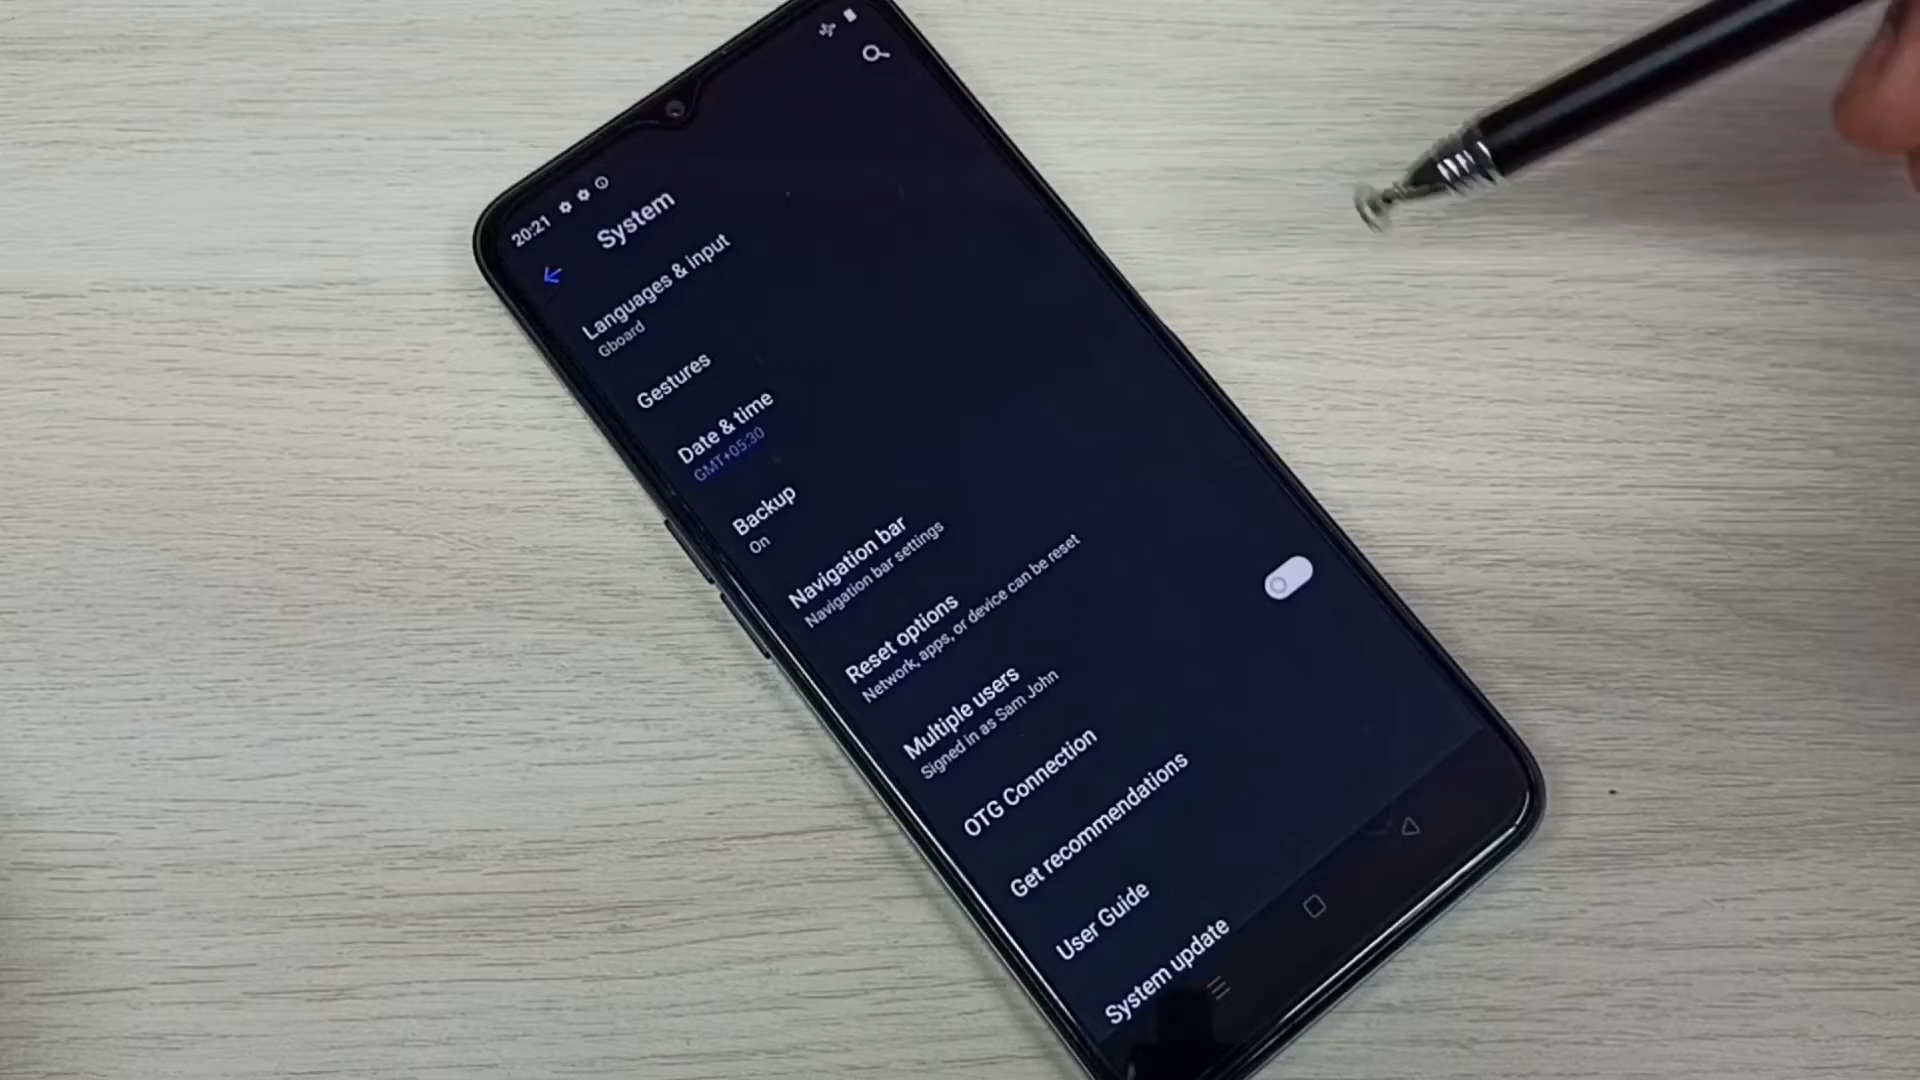 20:21
System
Languages & input
Gboard
Gestures
Date & time
GMT+05:30
Backup
On
Navigation bar
Navigation bar settings
Reset options
Network, apps, or device can be reset
Multiple users
Signed in as Sam John
OTG Connection
Get recommendations
User Guide
System update